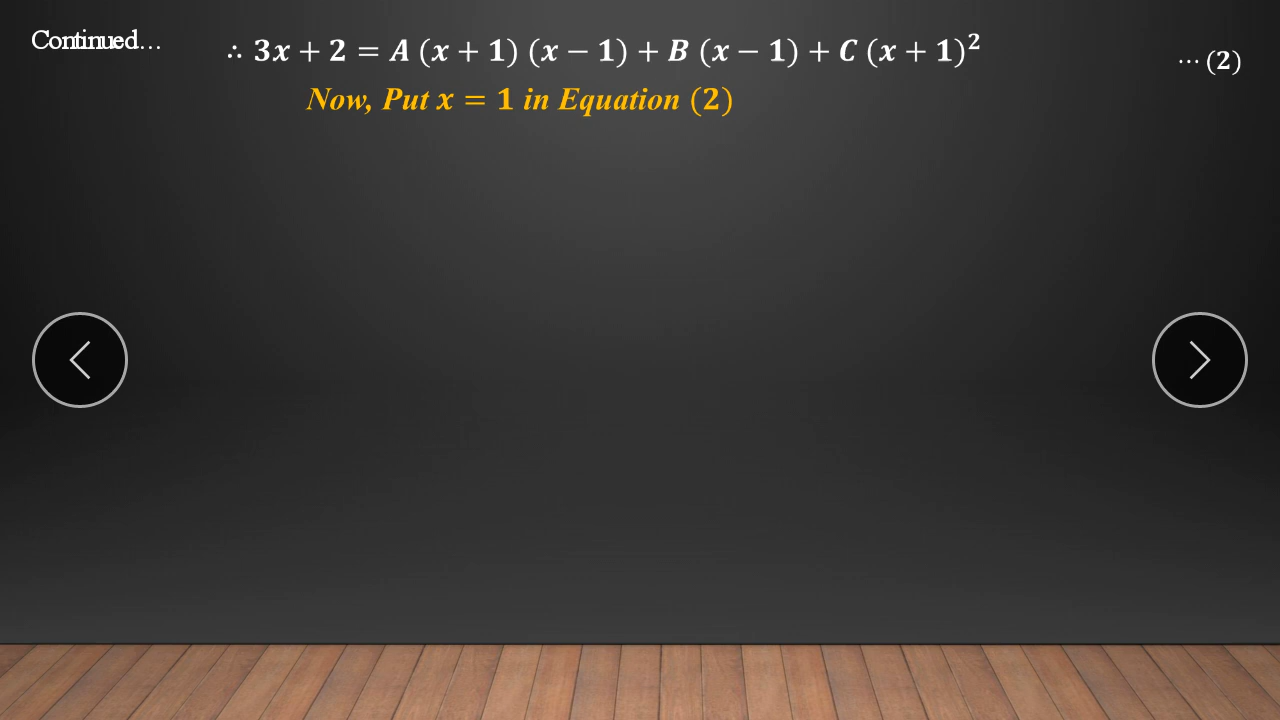 Continued…
∴ 3x + 2 = A (x + 1) (x − 1) + B (x − 1) + C (x + 1)² ⋯ (2)
Now, Put x = 1 in Equation (2)